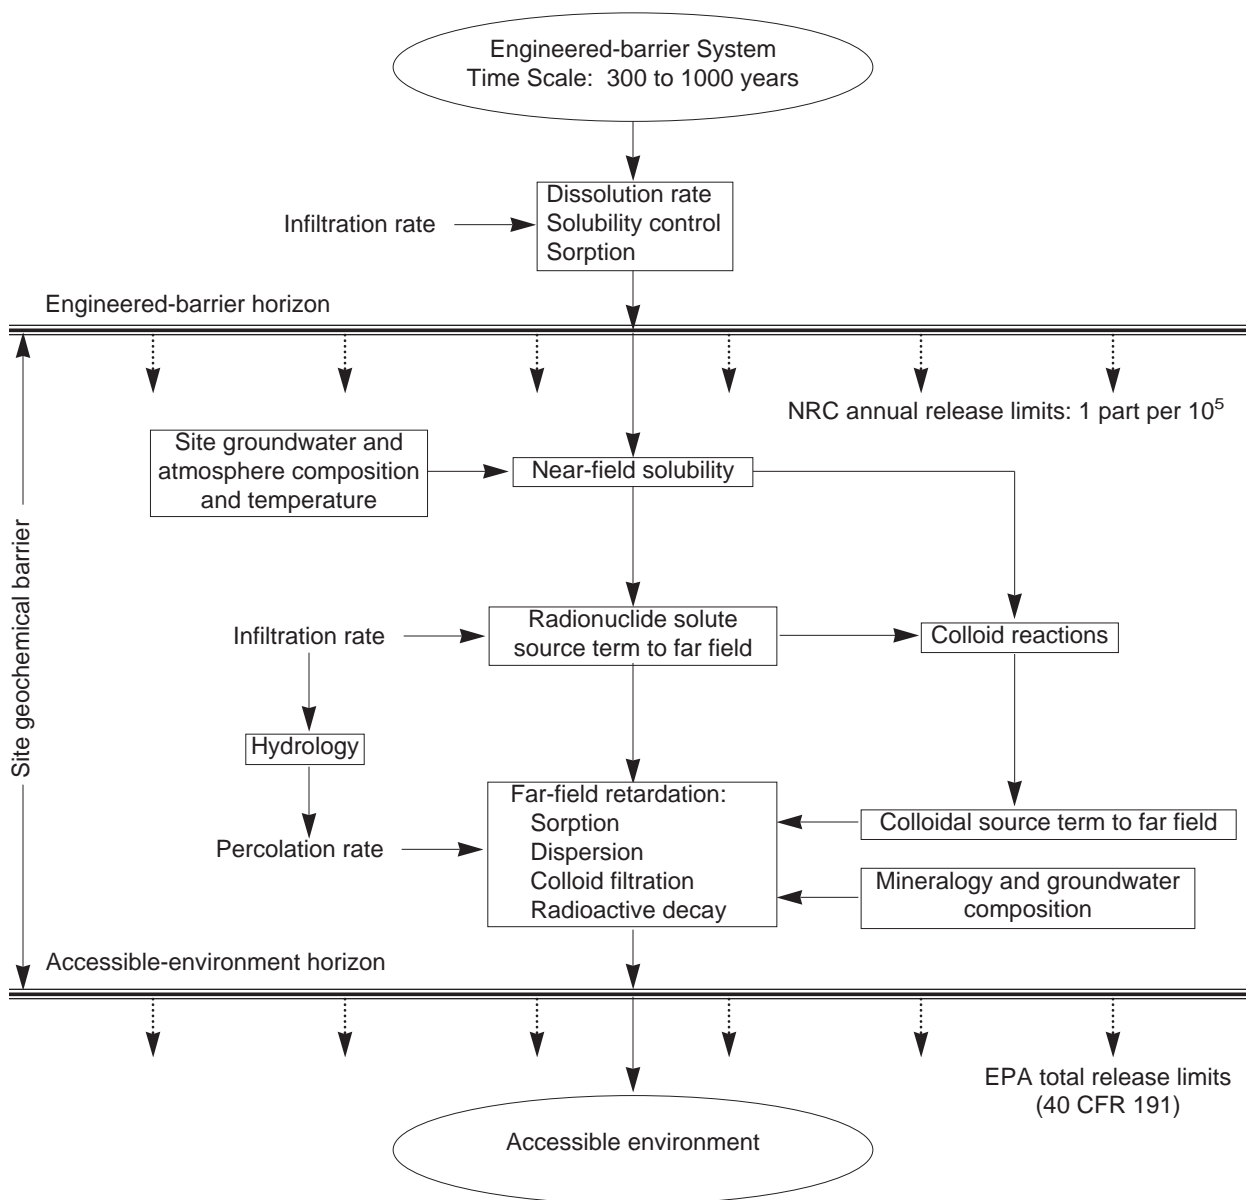 Engineered-barrier System
Time Scale:  300 to 1000 years
Dissolution rate
Infiltration rate
Solubility control
Sorption
Engineered-barrier horizon
NRC annual release limits: 1 part per 10⁵
Site groundwater and
atmosphere composition
and temperature
Near-field solubility
Site geochemical barrier
Infiltration rate
Radionuclide solute
source term to far field
Colloid reactions
Hydrology
Far-field retardation:
Sorption
Dispersion
Colloid filtration
Radioactive decay
Percolation rate
Colloidal source term to far field
Mineralogy and groundwater
composition
Accessible-environment horizon
EPA total release limits
(40 CFR 191)
Accessible environment